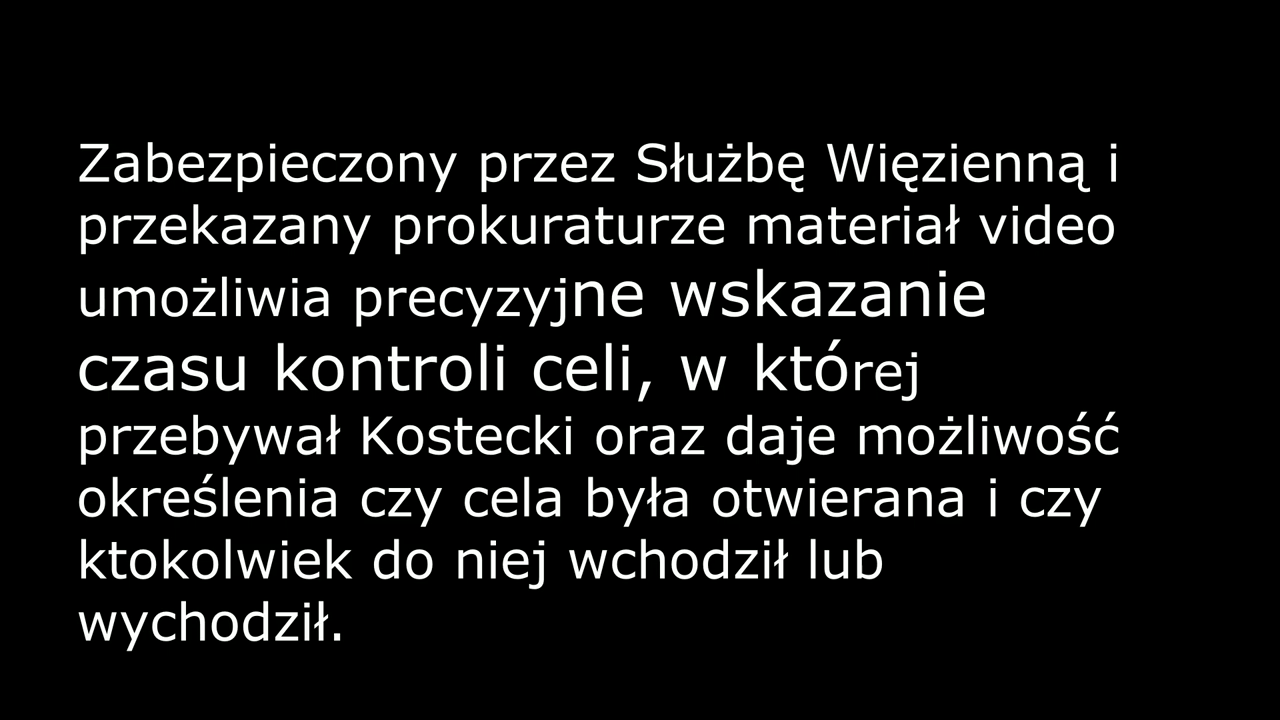 Zabezpieczony przez Służbę Więzienną i
przekazany prokuraturze materiał video
umożliwia precyzyjne wskazanie
czasu kontroli celi, w której
przebywał Kostecki oraz daje możliwość
określenia czy cela była otwierana i czy
ktokolwiek do niej wchodził lub
wychodził.